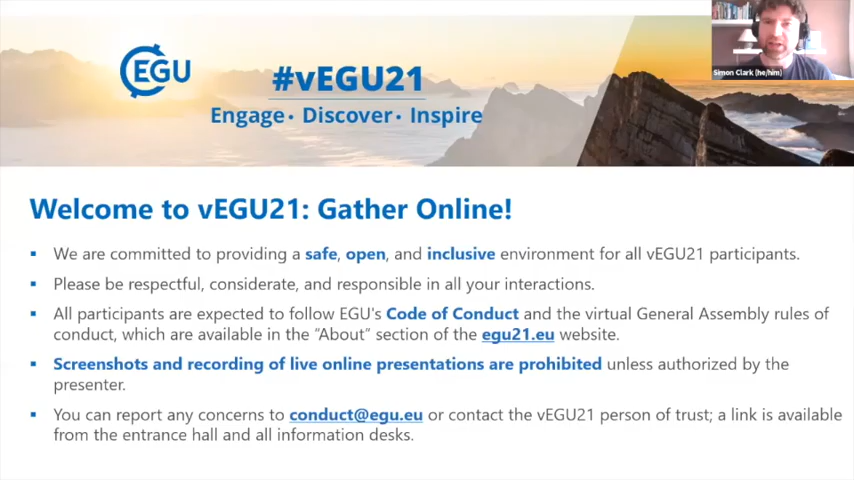 EGU
#vEGU21
Engage• Discover• Inspire
Simon Clark (he/him)
Welcome to vEGU21: Gather Online!
▪ We are committed to providing a safe, open, and inclusive environment for all vEGU21 participants.
▪ Please be respectful, considerate, and responsible in all your interactions.
▪ All participants are expected to follow EGU's Code of Conduct and the virtual General Assembly rules of
conduct, which are available in the “About” section of the egu21.eu website.
▪ Screenshots and recording of live online presentations are prohibited unless authorized by the
presenter.
▪ You can report any concerns to conduct@egu.eu or contact the vEGU21 person of trust; a link is available
from the entrance hall and all information desks.